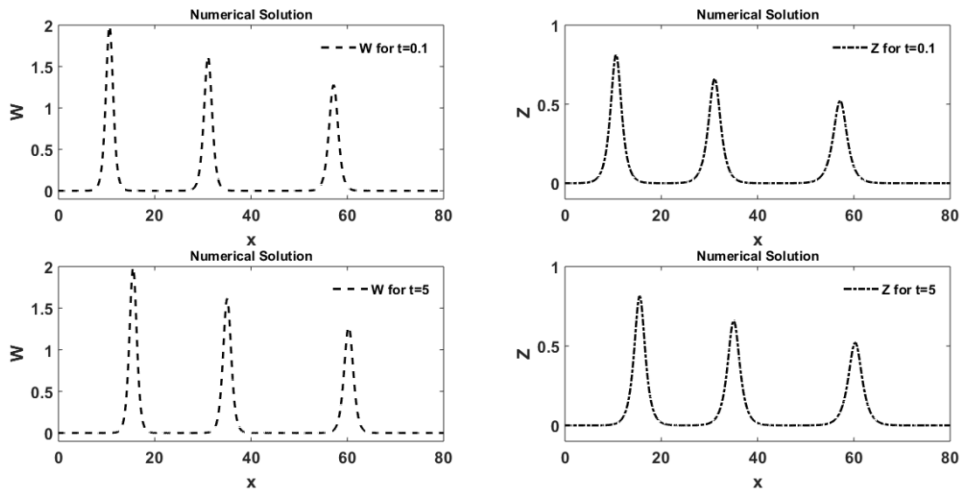 Numerical Solution
W for t=0.1
2
1.5
1
0.5
0
W
0 20 40 60 80
x
Numerical Solution
Z for t=0.1
1
0.5
0
Z
0 20 40 60 80
x
Numerical Solution
W for t=5
2
1.5
1
0.5
0
W
0 20 40 60 80
x
Numerical Solution
Z for t=5
1
0.5
0
Z
0 20 40 60 80
x